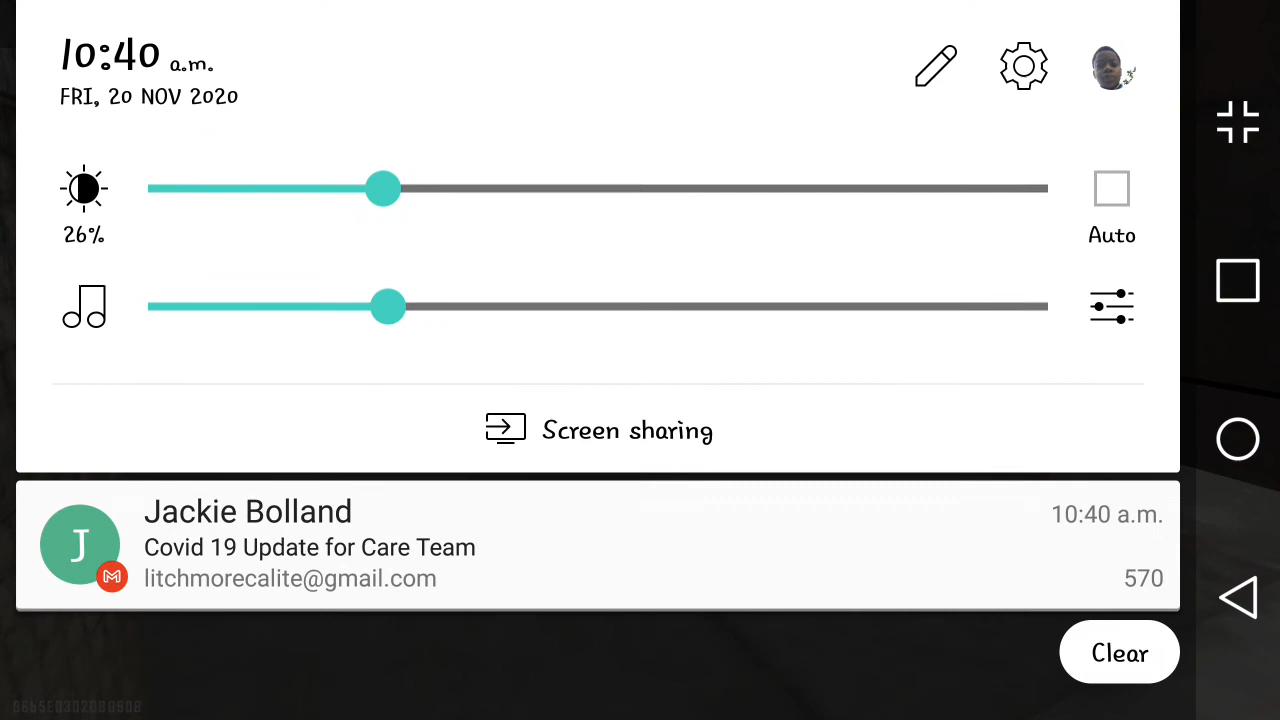 10:40 a.m.
FRI, 20 NOV 2020
26%
Auto
Screen sharing
J
Jackie Bolland
10:40 a.m.
Covid 19 Update for Care Team
litchmorecalite@gmail.com
570
Clear